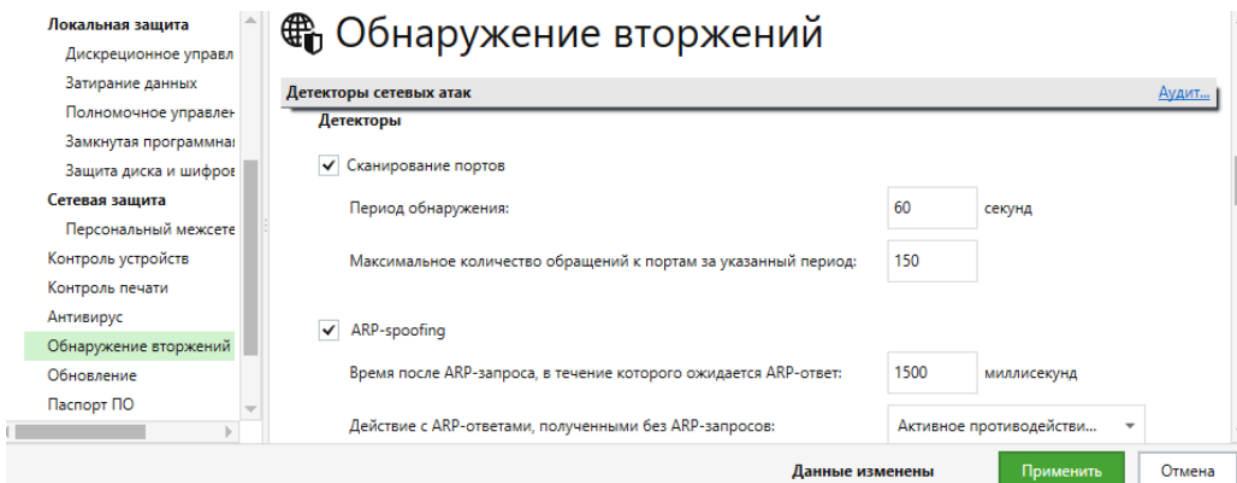 Локальная защита
Дискреционное управл
Затирание данных
Полномочное управлен
Замкнутая программна
Защита диска и шифров
Сетевая защита
Персональный межсете
Контроль устройств
Контроль печати
Антивирус
Обнаружение вторжений
Обновление
Паспорт ПО
Обнаружение вторжений
Детекторы сетевых атак Аудит...
Детекторы
Сканирование портов
Период обнаружения: 60 секунд
Максимальное количество обращений к портам за указанный период: 150
ARP-spoofing
Время после ARP-запроса, в течение которого ожидается ARP-ответ: 1500 миллисекунд
Действие с ARP-ответами, полученными без ARP-запросов: Активное противодействи...
Данные изменены Применить Отмена